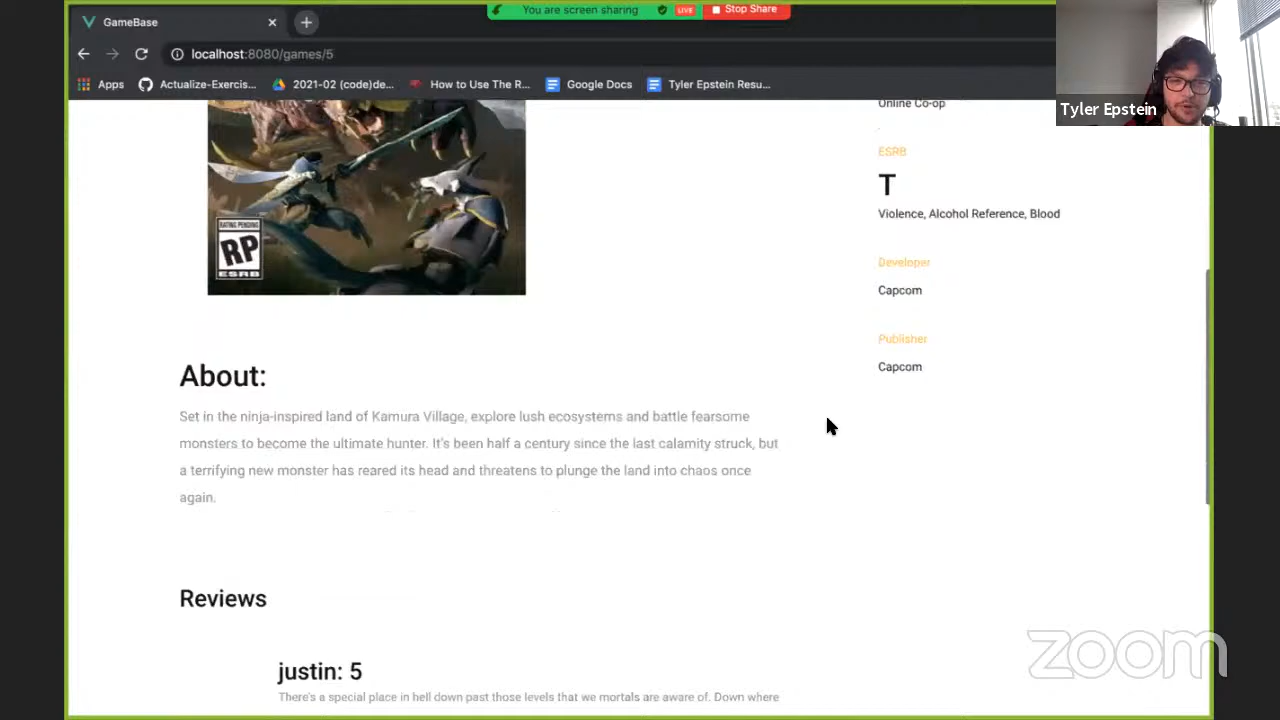 You are screen sharing LIVE Stop Share
GameBase
localhost:8080/games/5
Apps Actualize-Exercis... 2021-02 (code)de... How to Use The R... Google Docs Tyler Epstein Resu...
Tyler Epstein
Online Co-op
ESRB
T
Violence, Alcohol Reference, Blood
Developer
Capcom
Publisher
Capcom
RATING PENDING
RP
ESRB
About:
Set in the ninja-inspired land of Kamura Village, explore lush ecosystems and battle fearsome
monsters to become the ultimate hunter. It's been half a century since the last calamity struck, but
a terrifying new monster has reared its head and threatens to plunge the land into chaos once
again.
Reviews
justin: 5
There's a special place in hell down past those levels that we mortals are aware of. Down where
zoom